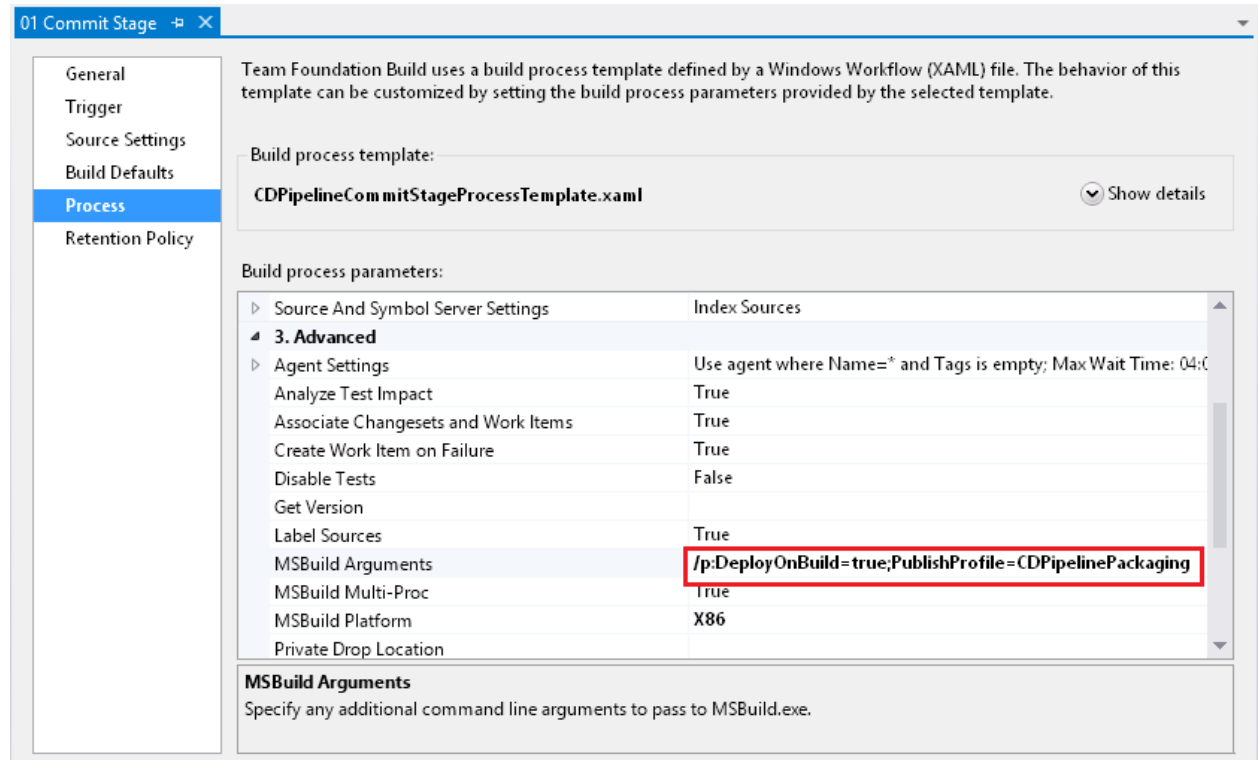 01 Commit Stage
General
Trigger
Source Settings
Build Defaults
Process
Retention Policy
Team Foundation Build uses a build process template defined by a Windows Workflow (XAML) file. The behavior of this
template can be customized by setting the build process parameters provided by the selected template.
Build process template:
CDPipelineCommitStageProcessTemplate.xaml
Show details
Build process parameters:
Source And Symbol Server Settings Index Sources
3. Advanced
Agent Settings Use agent where Name=* and Tags is empty; Max Wait Time: 04:0
Analyze Test Impact True
Associate Changesets and Work Items True
Create Work Item on Failure True
Disable Tests False
Get Version
Label Sources True
MSBuild Arguments /p:DeployOnBuild=true;PublishProfile=CDPipelinePackaging
MSBuild Multi-Proc True
MSBuild Platform X86
Private Drop Location
MSBuild Arguments
Specify any additional command line arguments to pass to MSBuild.exe.